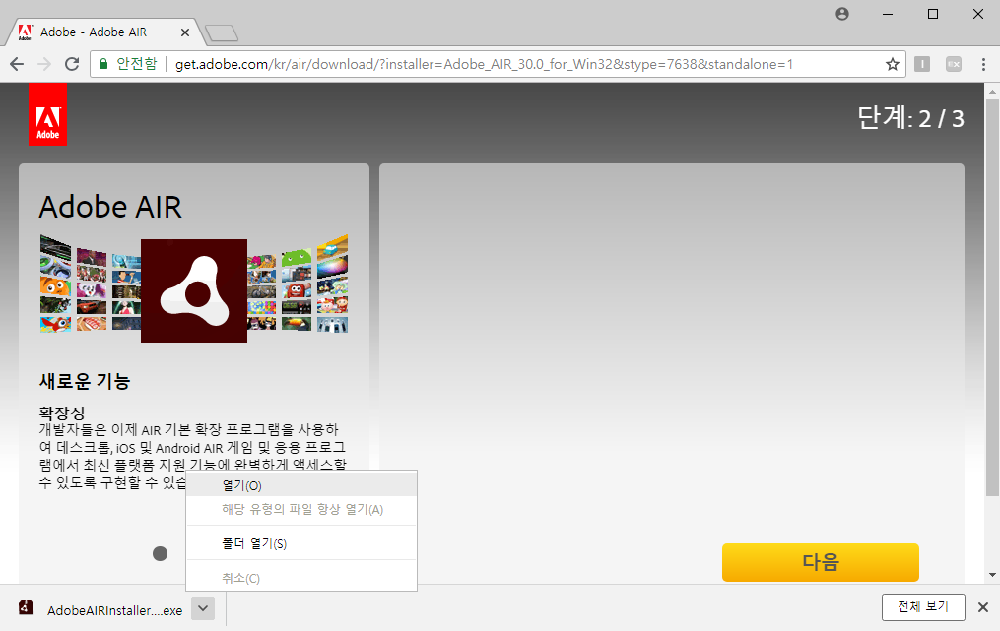 Adobe - Adobe AIR
안전함 get.adobe.com/kr/air/download/?installer=Adobe_AIR_30.0_for_Win32&stype=7638&standalone=1
Adobe
단계: 2 / 3
Adobe AIR
새로운 기능
확장성
개발자들은 이제 AIR 기본 확장 프로그램을 사용하
여 데스크톱, iOS 및 Android AIR 게임 및 응용 프로그
램에서 최신 플랫폼 지원 기능에 완벽하게 액세스할
수 있도록 구현할 수 있습
열기(O)
해당 유형의 파일 항상 열기(A)
폴더 열기(S)
취소(C)
다음
AdobeAIRInstaller....exe
전체 보기